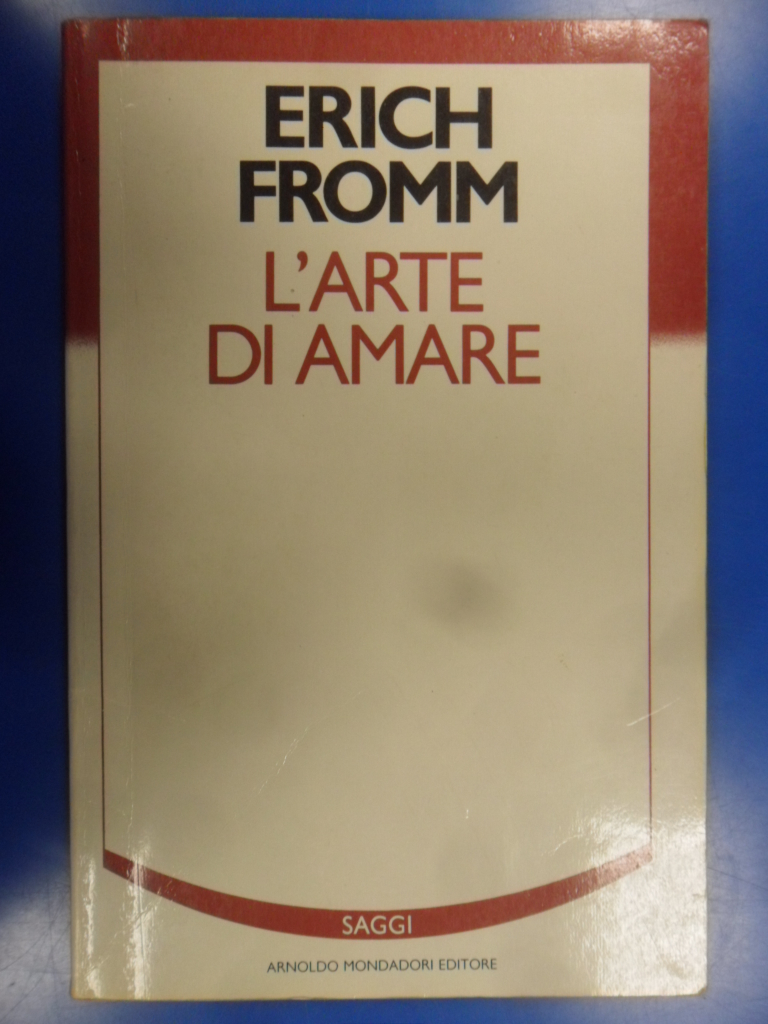 ERICH
FROMM
L'ARTE
DI AMARE
SAGGI
ARNOLDO MONDADORI EDITORE